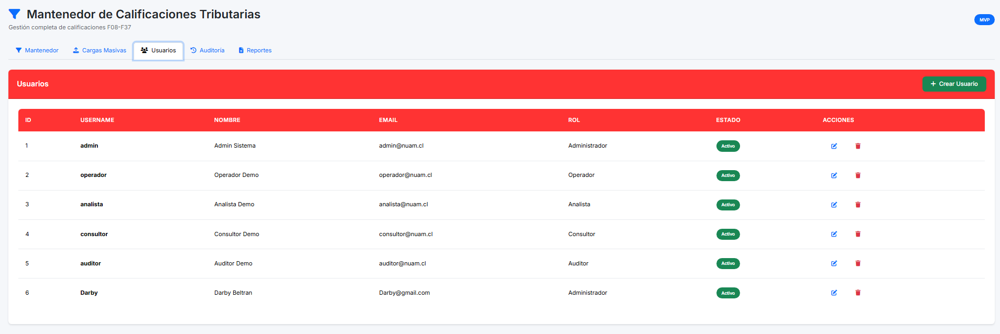 Mantenedor de Calificaciones Tributarias
Gestión completa de calificaciones F08-F37
MVP
Mantenedor Cargas Masivas Usuarios Auditoría Reportes
Usuarios
+ Crear Usuario
ID USERNAME NOMBRE EMAIL ROL ESTADO ACCIONES
1 admin Admin Sistema admin@nuam.cl Administrador Activo
2 operador Operador Demo operador@nuam.cl Operador Activo
3 analista Analista Demo analista@nuam.cl Analista Activo
4 consultor Consultor Demo consultor@nuam.cl Consultor Activo
5 auditor Auditor Demo auditor@nuam.cl Auditor Activo
6 Darby Darby Beltran Darby@gmail.com Administrador Activo